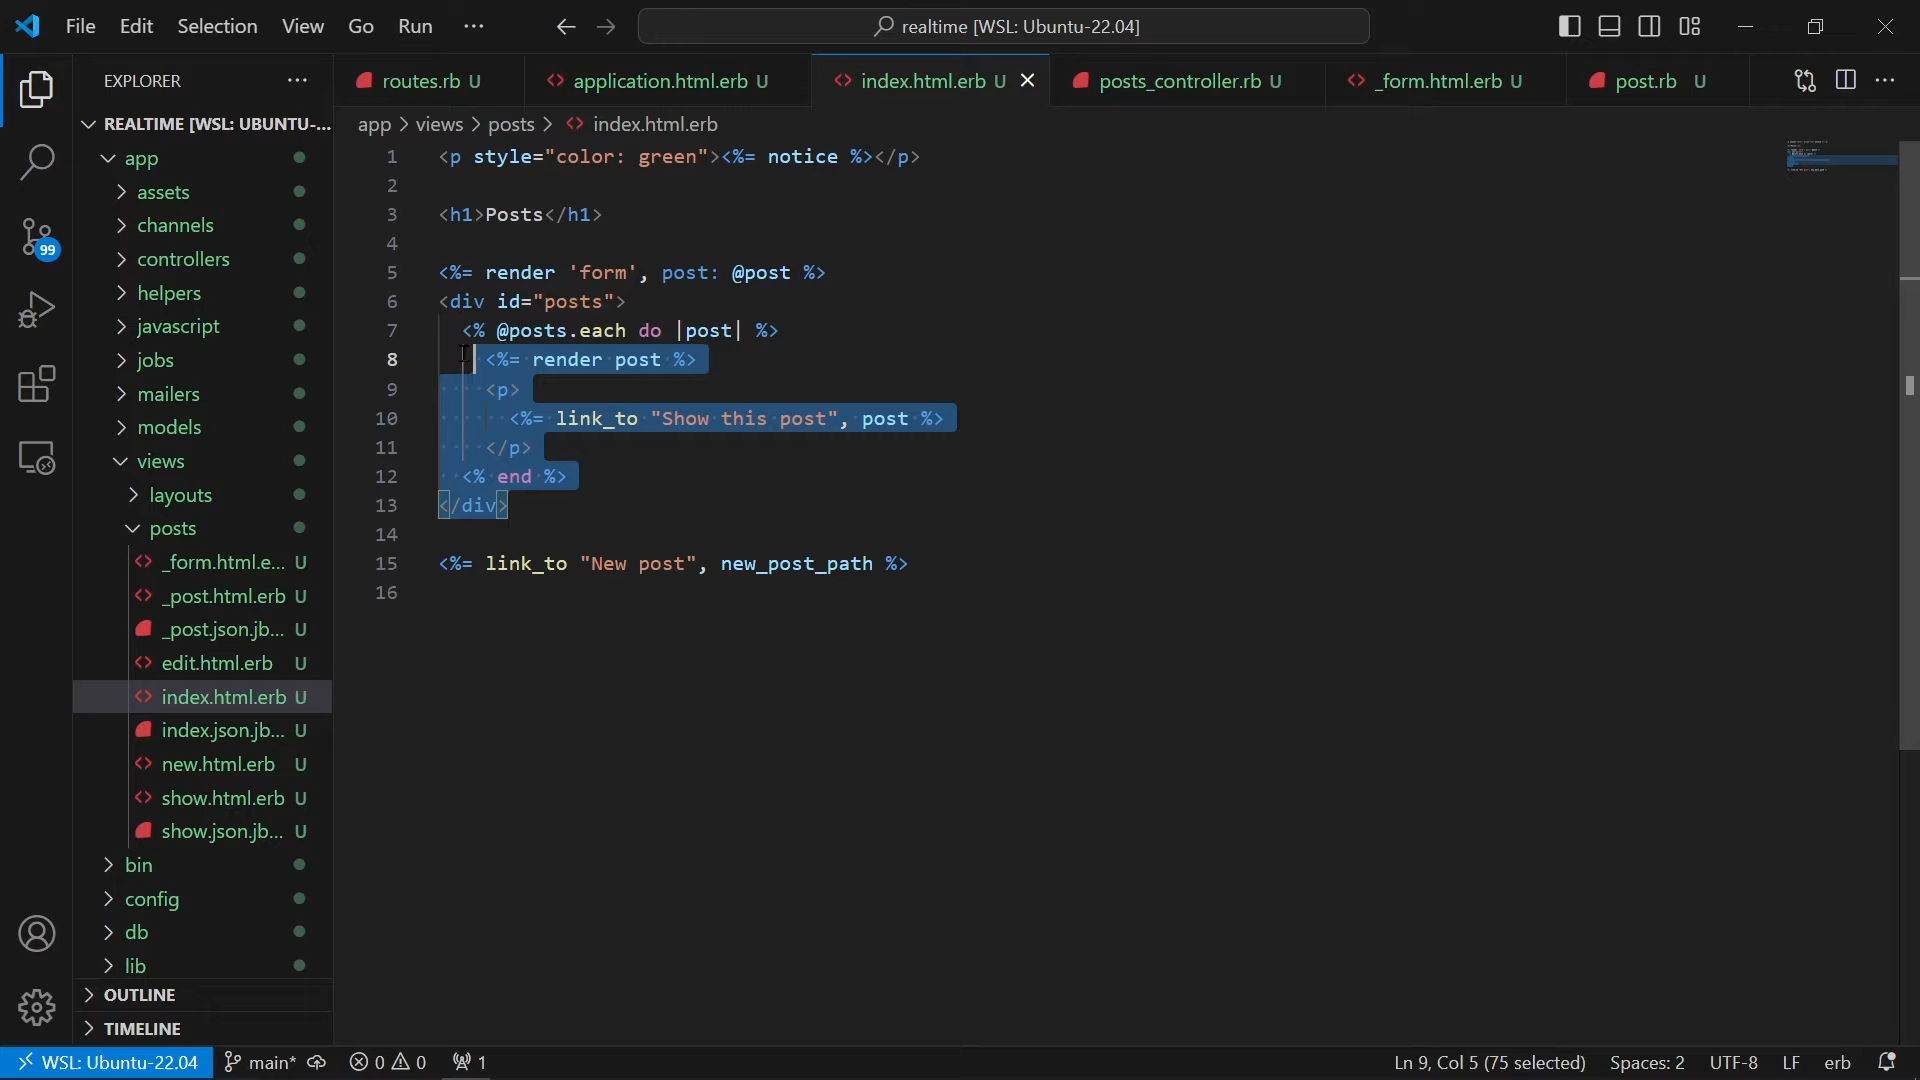 File Edit Selection View Go Run ··· realtime [WSL: Ubuntu-22.04]
EXPLORER ···
routes.rb U
application.html.erb U
index.html.erb U
posts_controller.rb U
_form.html.erb U
post.rb U
REALTIME [WSL: UBUNTU-...
app
assets
channels
controllers
helpers
javascript
jobs
mailers
models
views
layouts
posts
_form.html.e... U
_post.html.erb U
_post.json.jb... U
edit.html.erb U
index.html.erb U
index.json.jb... U
new.html.erb U
show.html.erb U
show.json.jb... U
bin
config
db
lib
OUTLINE
TIMELINE
99
app > views > posts > <> index.html.erb
1 <p style="color: green"><%= notice %></p>
2
3 <h1>Posts</h1>
4
5 <%= render 'form', post: @post %>
6 <div id="posts">
7 <% @posts.each do |post| %>
8 <%= render post %>
9 <p>
10 <%= link_to "Show this post", post %>
11 </p>
12 <% end %>
13 </div>
14
15 <%= link_to "New post", new_post_path %>
16
WSL: Ubuntu-22.04 main* 0 0 1 Ln 9, Col 5 (75 selected) Spaces: 2 UTF-8 LF erb